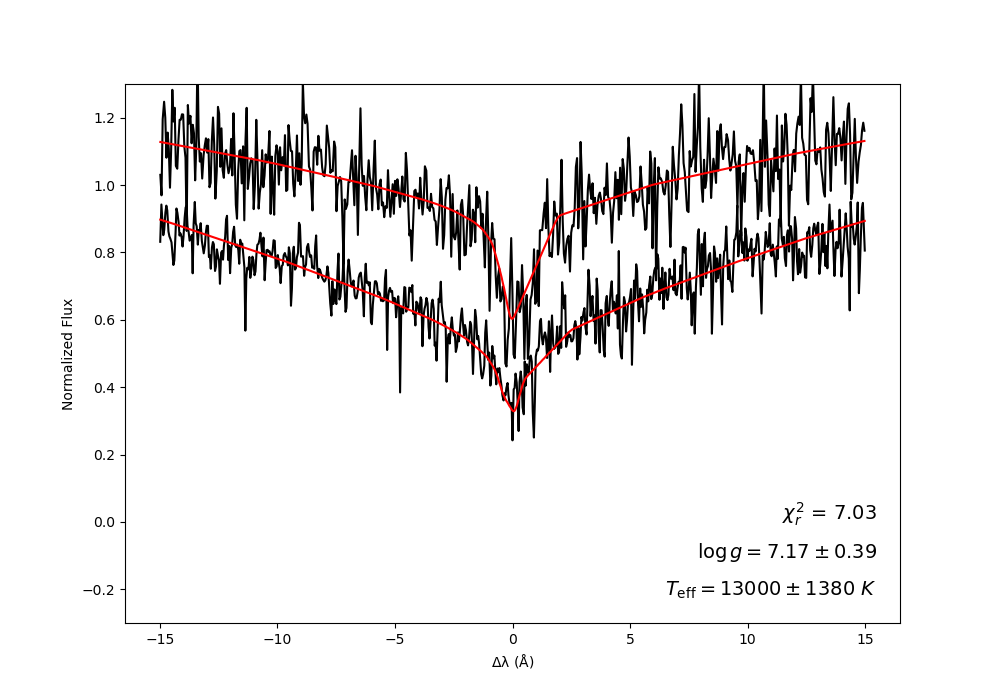 1.2
1.0
0.8
0.6
0.4
0.2
0.0
−0.2
Normalized Flux
χ²ᵣ = 7.03
log g = 7.17 ± 0.39
T_eff = 13000 ± 1380 K
−15 −10 −5 0 5 10 15
Δλ (Å)